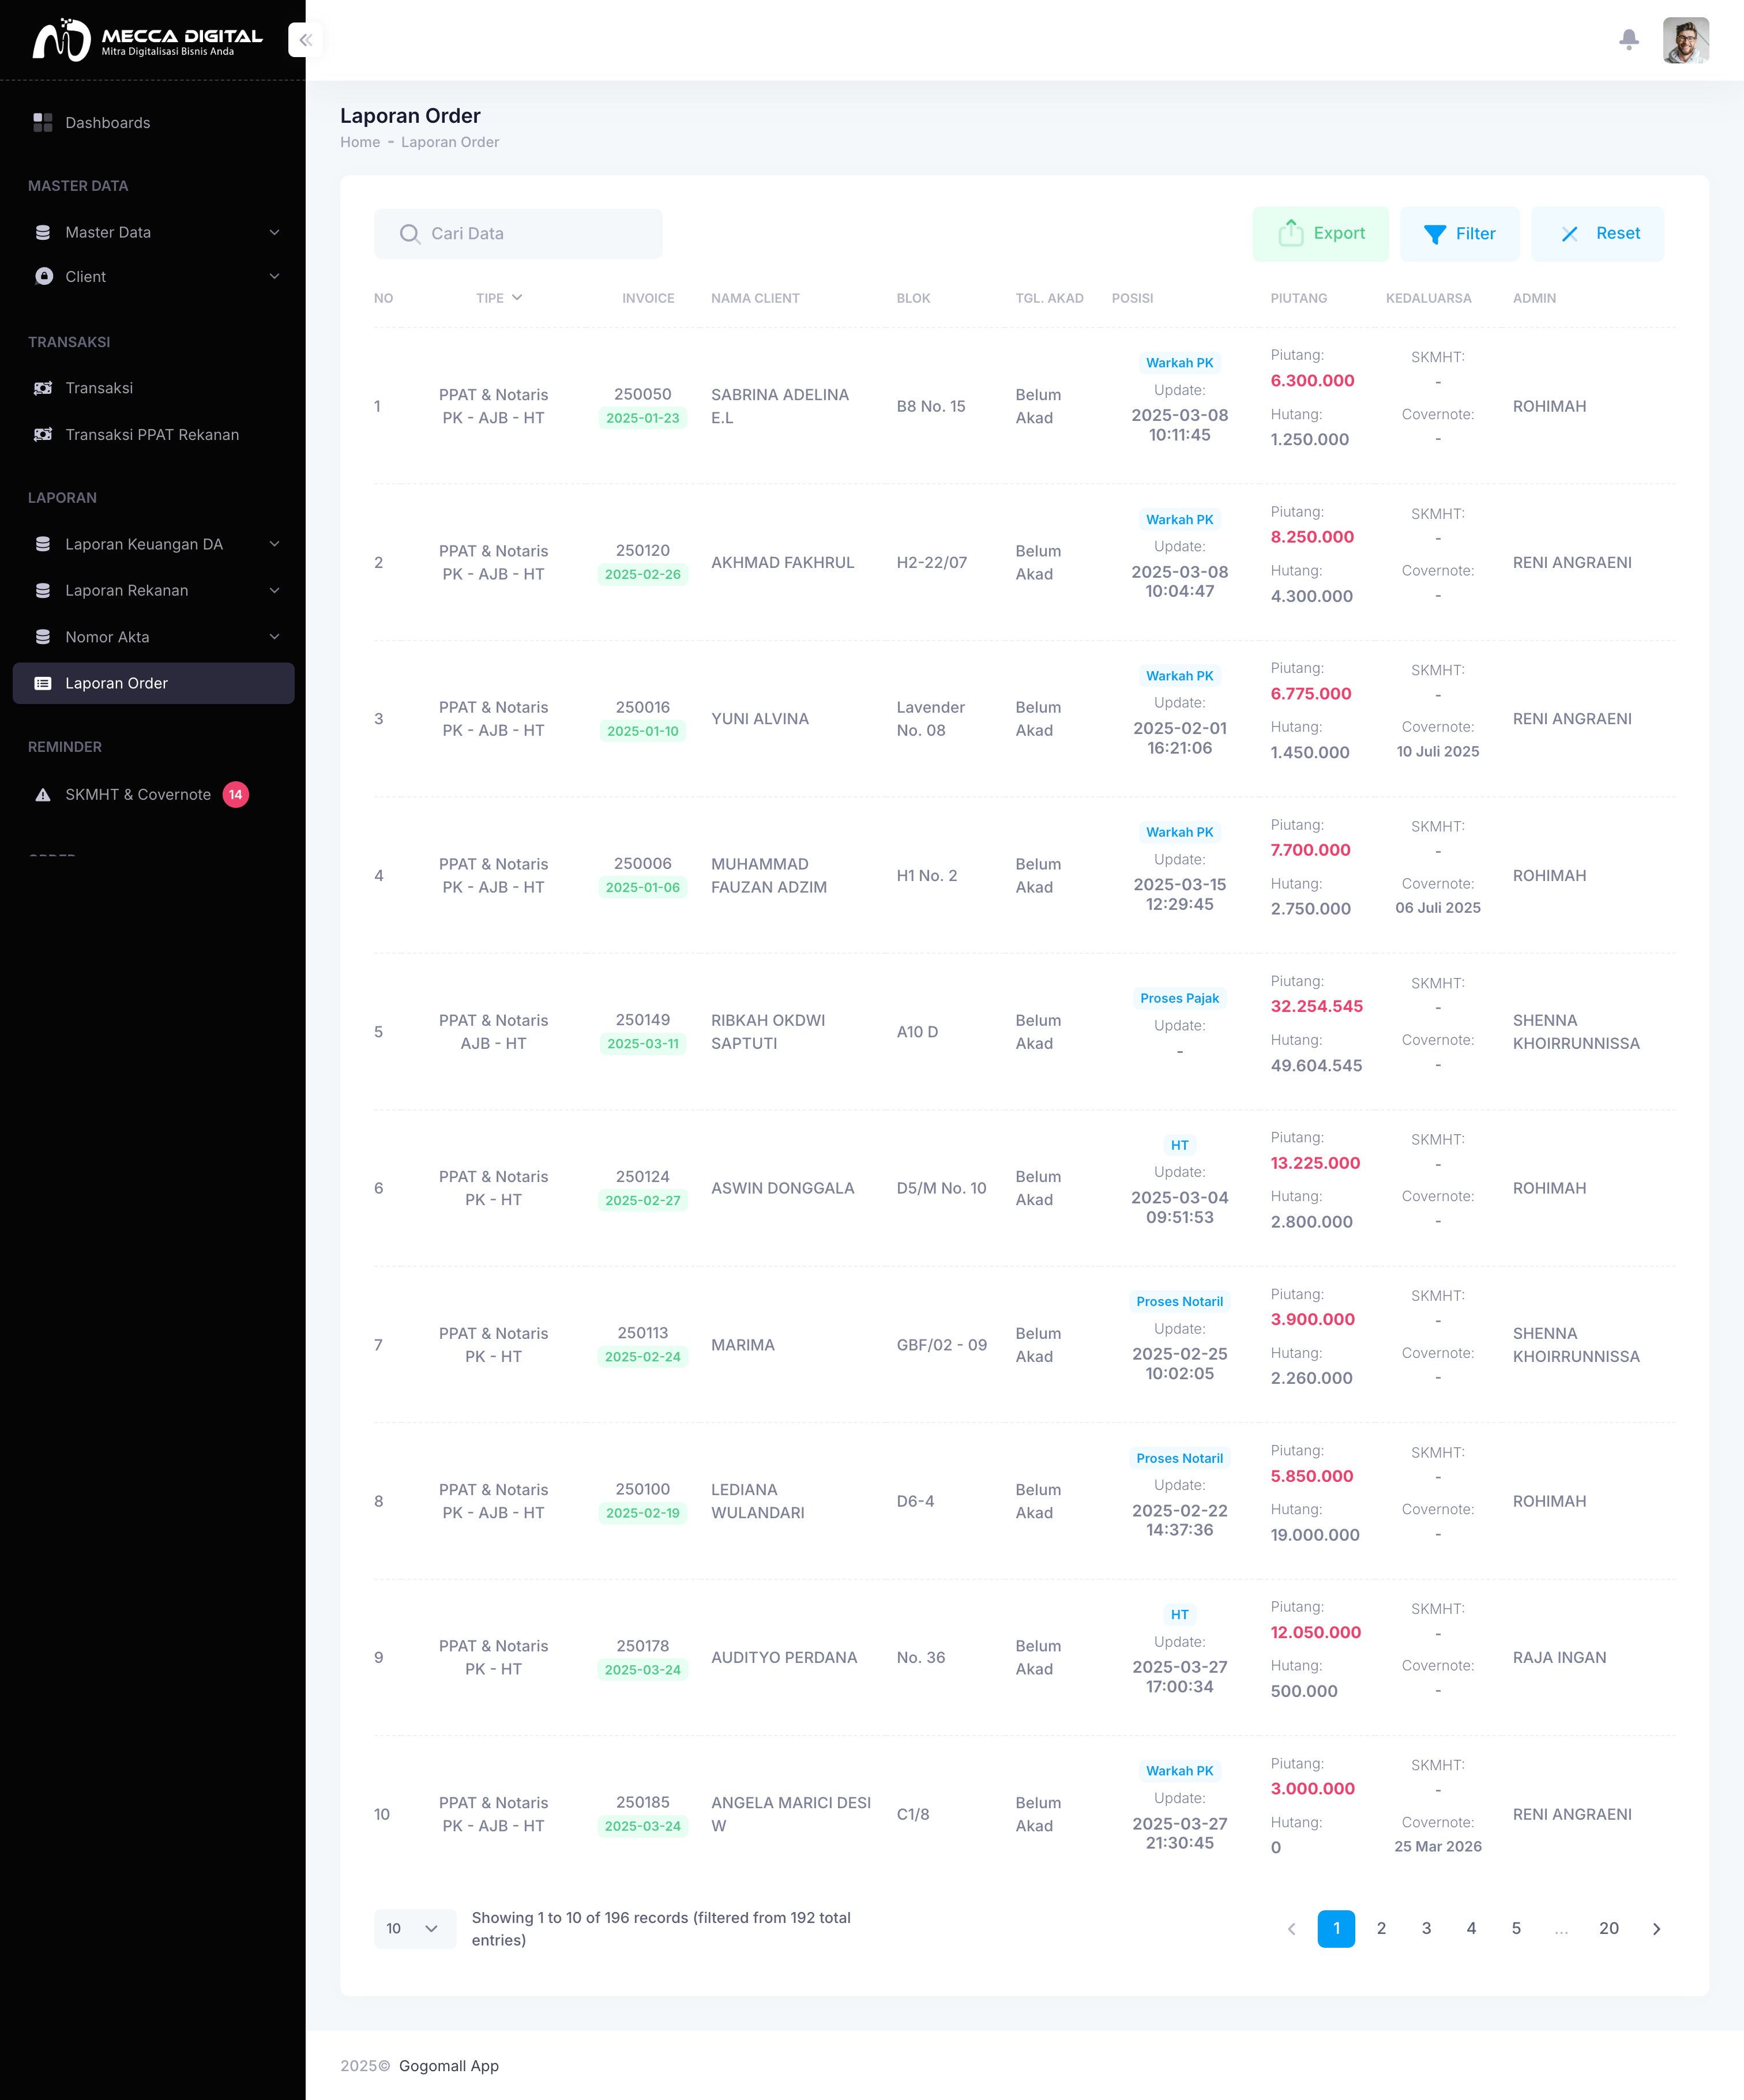 MECCA DIGITAL
Mitra Digitalisasi Bisnis Anda
Dashboards
MASTER DATA
Master Data
Client
TRANSAKSI
Transaksi
Transaksi PPAT Rekanan
LAPORAN
Laporan Keuangan DA
Laporan Rekanan
Nomor Akta
Laporan Order
REMINDER
SKMHT & Covernote 14
Laporan Order
Home - Laporan Order
Cari Data
Export
Filter
Reset
NO TIPE INVOICE NAMA CLIENT BLOK TGL. AKAD POSISI PIUTANG KEDALUARSA ADMIN
1
PPAT & Notaris
PK - AJB - HT
250050
2025-01-23
SABRINA ADELINA
E.L
B8 No. 15
Belum
Akad
Warkah PK
Update:
2025-03-08
10:11:45
Piutang:
6.300.000
Hutang:
1.250.000
SKMHT:
-
Covernote:
-
ROHIMAH
2
PPAT & Notaris
PK - AJB - HT
250120
2025-02-26
AKHMAD FAKHRUL
H2-22/07
Belum
Akad
Warkah PK
Update:
2025-03-08
10:04:47
Piutang:
8.250.000
Hutang:
4.300.000
SKMHT:
-
Covernote:
-
RENI ANGRAENI
3
PPAT & Notaris
PK - AJB - HT
250016
2025-01-10
YUNI ALVINA
Lavender
No. 08
Belum
Akad
Warkah PK
Update:
2025-02-01
16:21:06
Piutang:
6.775.000
Hutang:
1.450.000
SKMHT:
-
Covernote:
10 Juli 2025
RENI ANGRAENI
4
PPAT & Notaris
PK - AJB - HT
250006
2025-01-06
MUHAMMAD
FAUZAN ADZIM
H1 No. 2
Belum
Akad
Warkah PK
Update:
2025-03-15
12:29:45
Piutang:
7.700.000
Hutang:
2.750.000
SKMHT:
-
Covernote:
06 Juli 2025
ROHIMAH
5
PPAT & Notaris
AJB - HT
250149
2025-03-11
RIBKAH OKDWI
SAPTUTI
A10 D
Belum
Akad
Proses Pajak
Update:
-
Piutang:
32.254.545
Hutang:
49.604.545
SKMHT:
-
Covernote:
-
SHENNA
KHOIRRUNNISSA
6
PPAT & Notaris
PK - HT
250124
2025-02-27
ASWIN DONGGALA
D5/M No. 10
Belum
Akad
HT
Update:
2025-03-04
09:51:53
Piutang:
13.225.000
Hutang:
2.800.000
SKMHT:
-
Covernote:
-
ROHIMAH
7
PPAT & Notaris
PK - HT
250113
2025-02-24
MARIMA
GBF/02 - 09
Belum
Akad
Proses Notaril
Update:
2025-02-25
10:02:05
Piutang:
3.900.000
Hutang:
2.260.000
SKMHT:
-
Covernote:
-
SHENNA
KHOIRRUNNISSA
8
PPAT & Notaris
PK - AJB - HT
250100
2025-02-19
LEDIANA
WULANDARI
D6-4
Belum
Akad
Proses Notaril
Update:
2025-02-22
14:37:36
Piutang:
5.850.000
Hutang:
19.000.000
SKMHT:
-
Covernote:
-
ROHIMAH
9
PPAT & Notaris
PK - HT
250178
2025-03-24
AUDITYO PERDANA
No. 36
Belum
Akad
HT
Update:
2025-03-27
17:00:34
Piutang:
12.050.000
Hutang:
500.000
SKMHT:
-
Covernote:
-
RAJA INGAN
10
PPAT & Notaris
PK - AJB - HT
250185
2025-03-24
ANGELA MARICI DESI
W
C1/8
Belum
Akad
Warkah PK
Update:
2025-03-27
21:30:45
Piutang:
3.000.000
Hutang:
0
SKMHT:
-
Covernote:
25 Mar 2026
RENI ANGRAENI
10
Showing 1 to 10 of 196 records (filtered from 192 total
entries)
1 2 3 4 5 ... 20
2025© Gogomall App